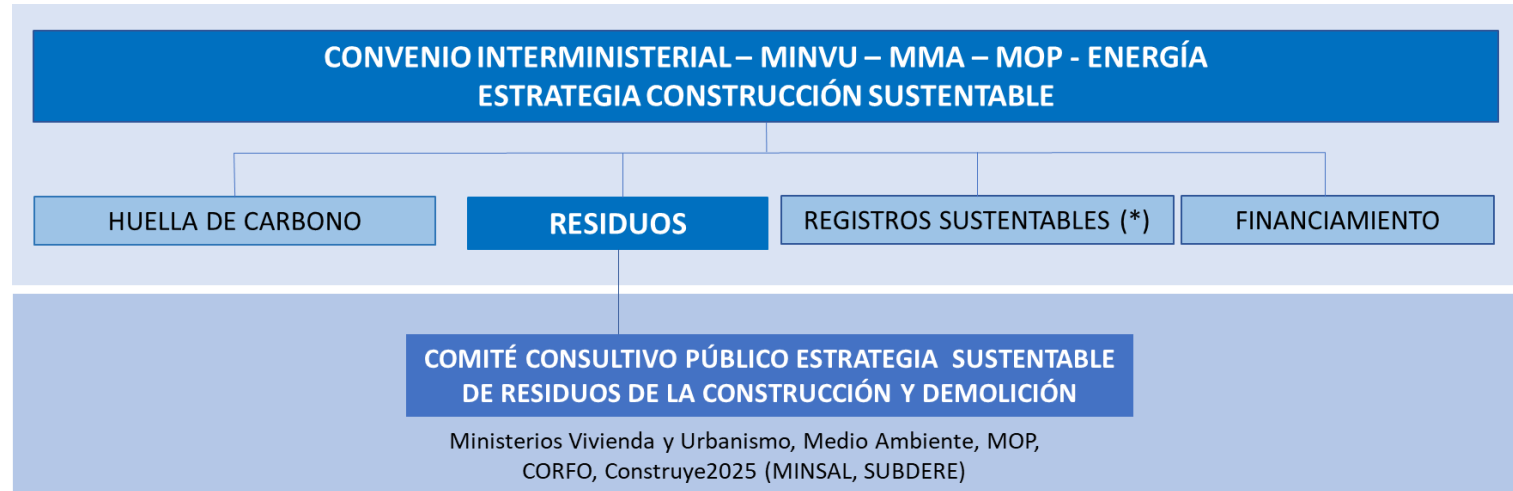 CONVENIO INTERMINISTERIAL – MINVU – MMA – MOP - ENERGÍA
ESTRATEGIA CONSTRUCCIÓN SUSTENTABLE
HUELLA DE CARBONO
RESIDUOS
REGISTROS SUSTENTABLES (*)
FINANCIAMIENTO
COMITÉ CONSULTIVO PÚBLICO ESTRATEGIA SUSTENTABLE
DE RESIDUOS DE LA CONSTRUCCIÓN Y DEMOLICIÓN
Ministerios Vivienda y Urbanismo, Medio Ambiente, MOP,
CORFO, Construye2025 (MINSAL, SUBDERE)